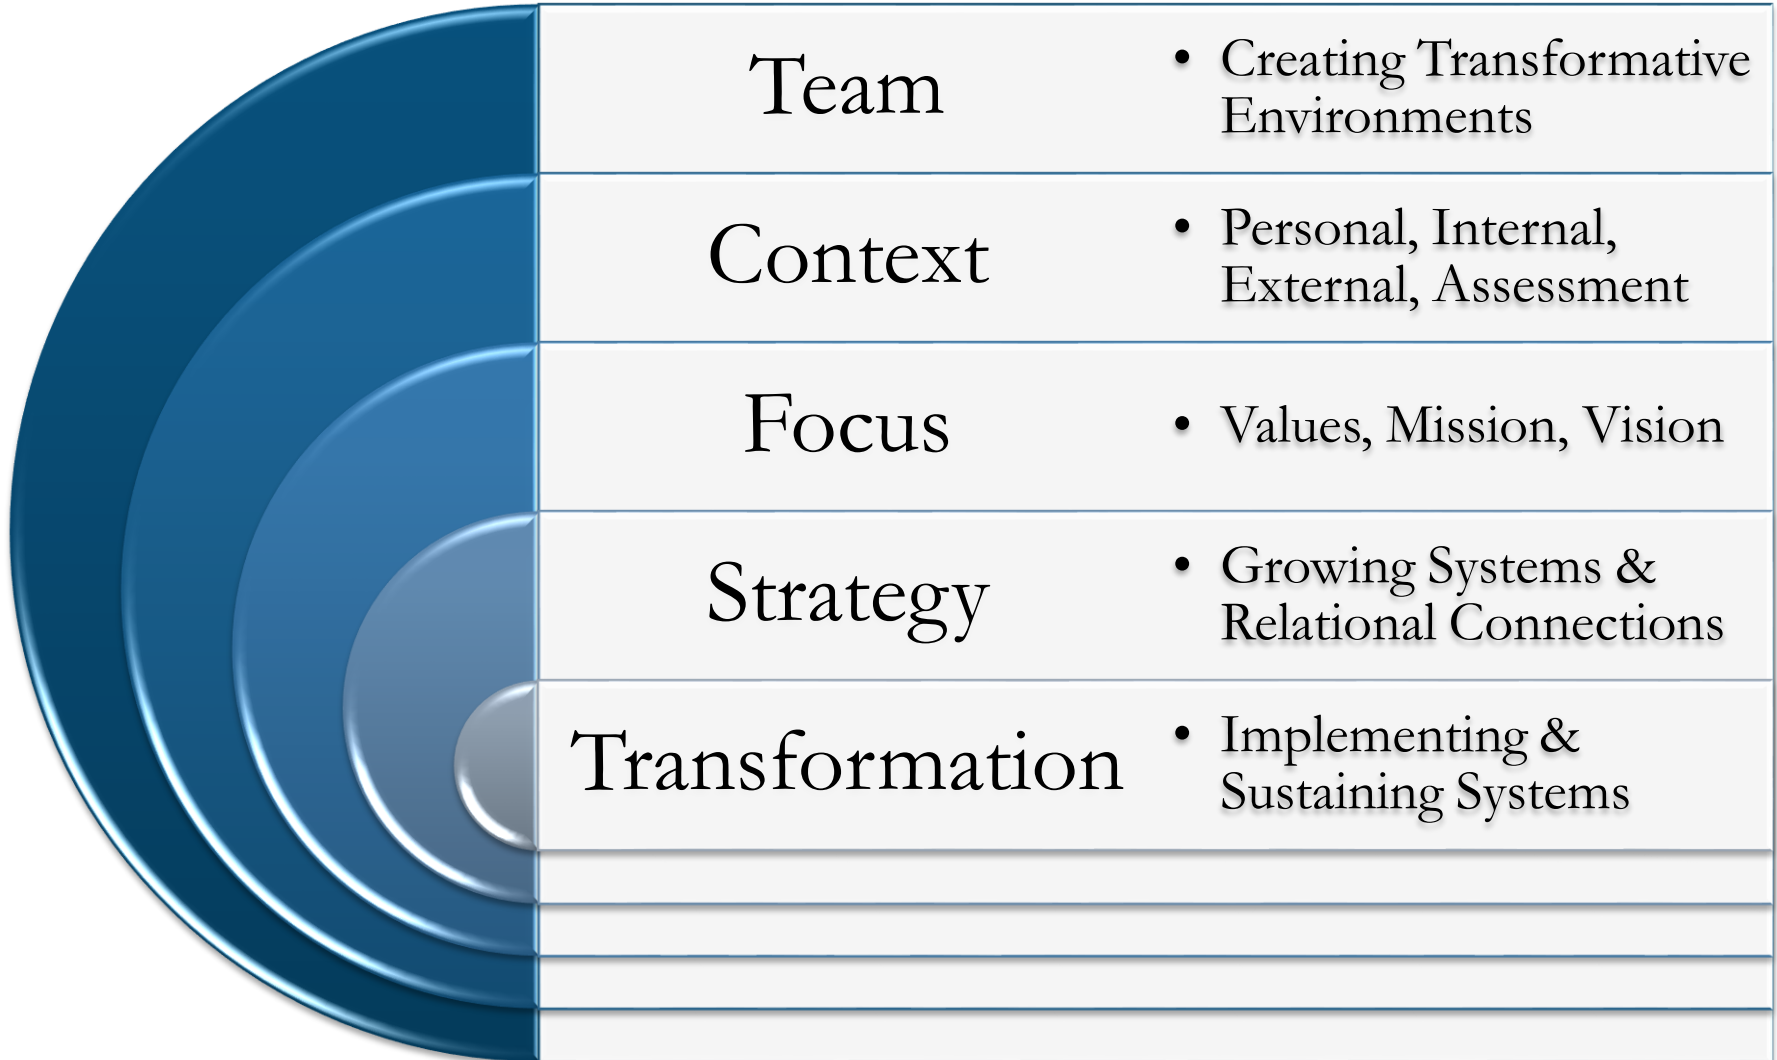 Team
• Creating Transformative
Environments
Context
• Personal, Internal,
External, Assessment
Focus
• Values, Mission, Vision
Strategy
• Growing Systems &
Relational Connections
Transformation
• Implementing &
Sustaining Systems